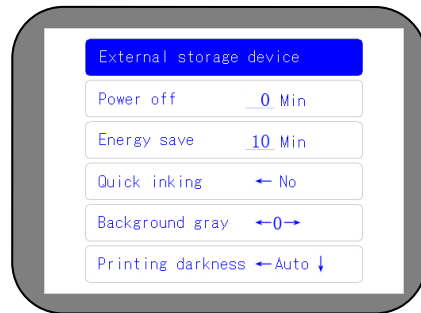 External storage device
Power off 0 Min
Energy save 10 Min
Quick inking ← No
Background gray ←0→
Printing darkness ←Auto↓